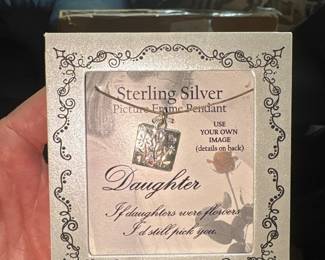 Sterling Silver
Picture Frame Pendant
USE
YOUR OWN
IMAGE
(details on back)
Daughter
If daughters were flowers
I'd still pick you.